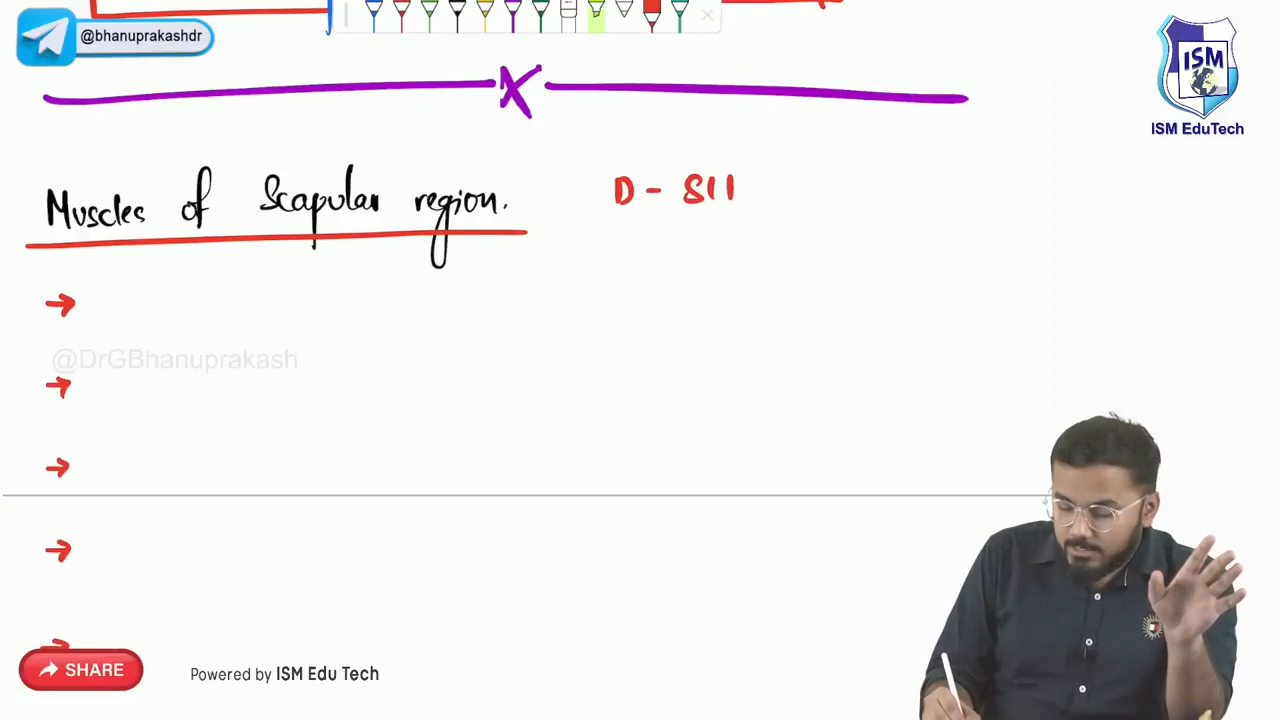 @bhanuprakashdr
ISM
ISM EduTech
Muscles of Scapular region.
D - SII
@DrGBhanuprakash
SHARE
Powered by ISM Edu Tech